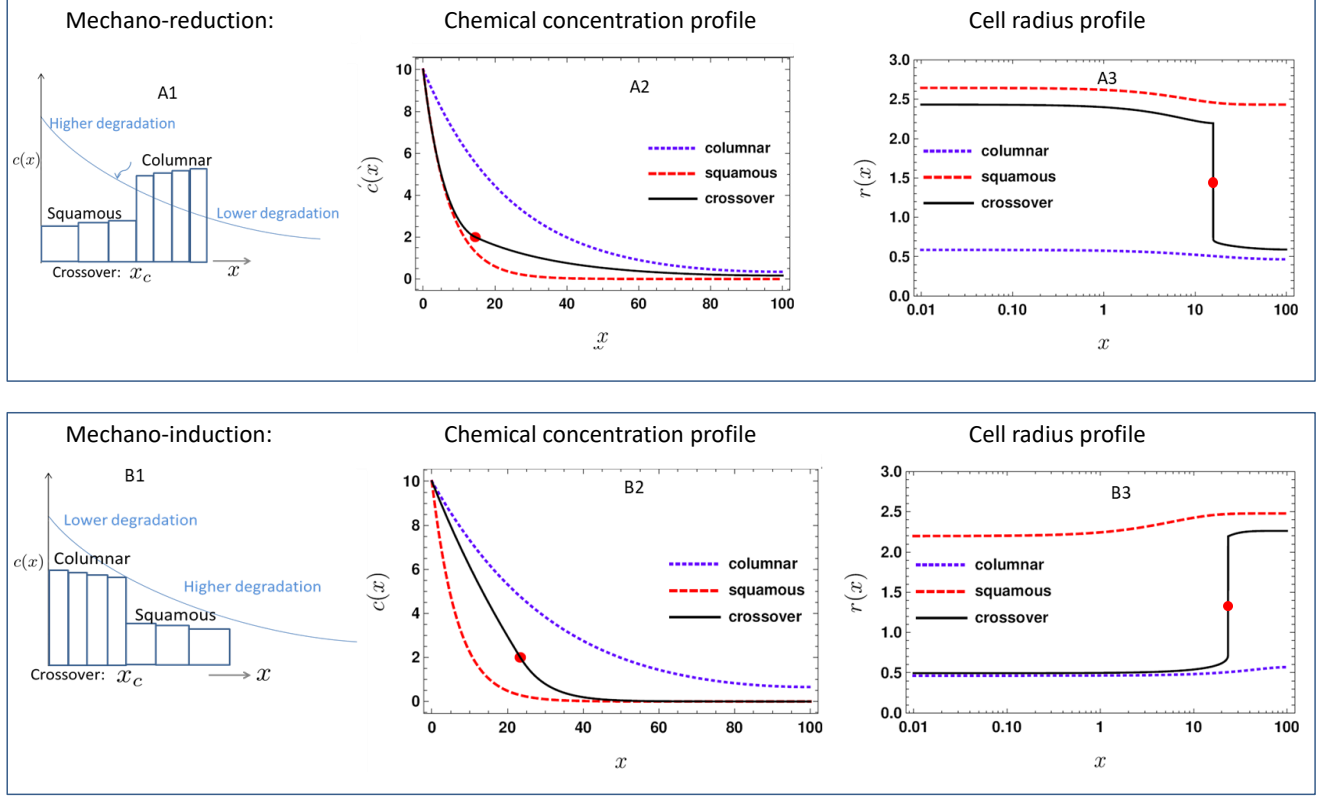 Mechano-reduction:
Chemical concentration profile
Cell radius profile
A1
Higher degradation
c(x)
Columnar
Squamous
Lower degradation
Crossover: x_c
x
A2
10
8
6
4
2
0
c(x)
columnar
squamous
crossover
0 20 40 60 80 100
x
A3
3.0
2.5
2.0
1.5
1.0
0.5
0.0
r(x)
columnar
squamous
crossover
0.01 0.10 1 10 100
x
Mechano-induction:
Chemical concentration profile
Cell radius profile
B1
Lower degradation
c(x)
Columnar
Higher degradation
Squamous
Crossover: x_c
x
B2
10
8
6
4
2
0
c(x)
columnar
squamous
crossover
0 20 40 60 80 100
x
B3
3.0
2.5
2.0
1.5
1.0
0.5
0.0
r(x)
columnar
squamous
crossover
0.01 0.10 1 10 100
x